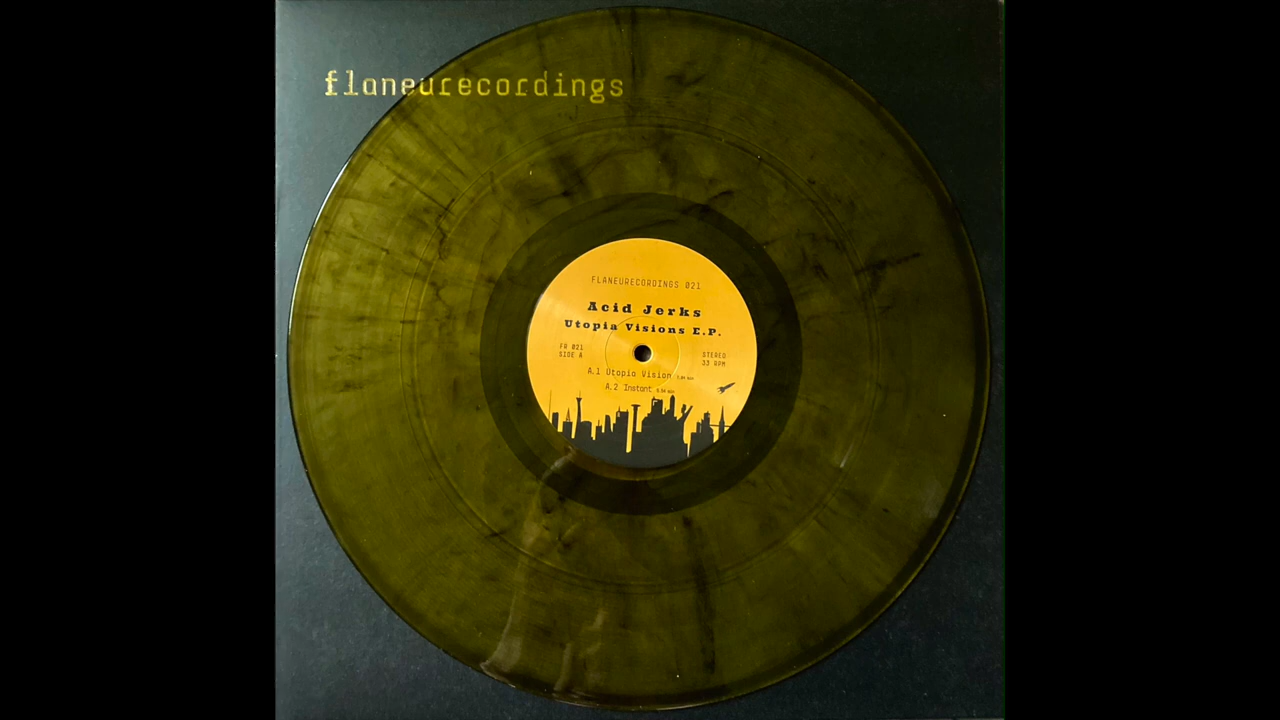 flaneurecordings
FLANEURECORDINGS 021
Acid Jerks
Utopia Visions E.P.
FR 021
SIDE A
STEREO
33 RPM
A.1 Utopia Vision
A.2 Instant